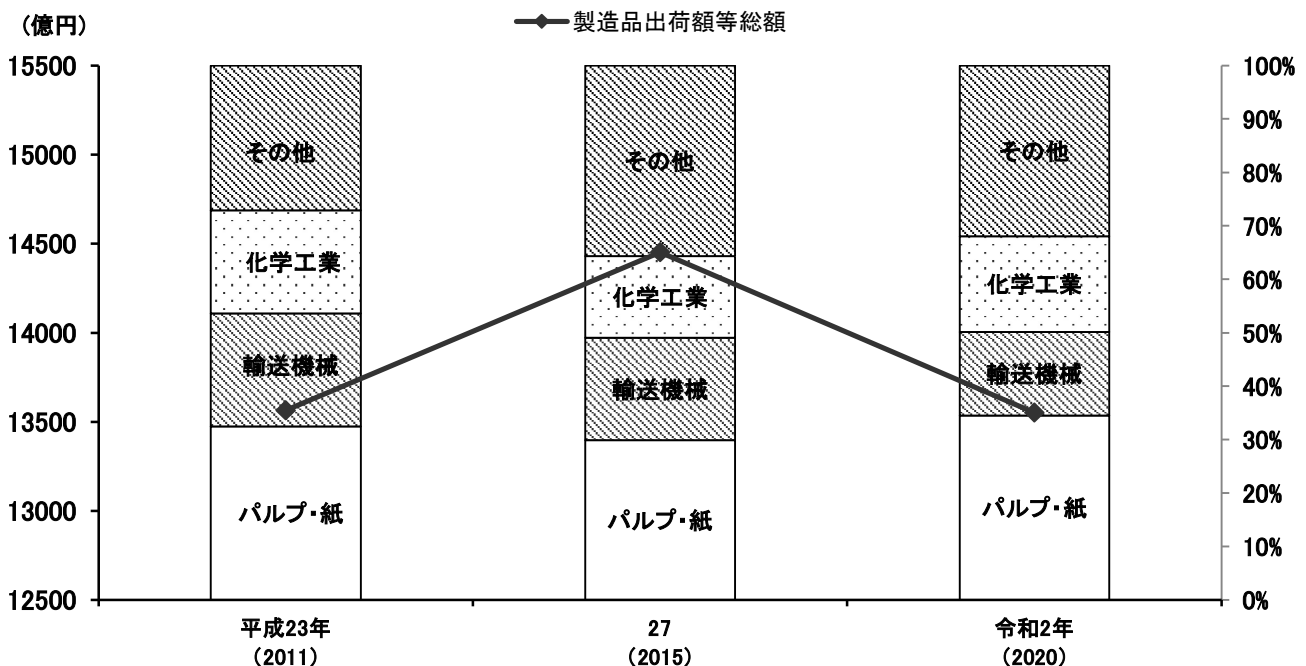 (億円)
製造品出荷額等総額
15500
15000
14500
14000
13500
13000
12500
100%
90%
80%
70%
60%
50%
40%
30%
20%
10%
0%
その他
化学工業
輸送機械
パルプ・紙
その他
化学工業
輸送機械
パルプ・紙
その他
化学工業
輸送機械
パルプ・紙
平成23年
(2011)
27
(2015)
令和2年
(2020)